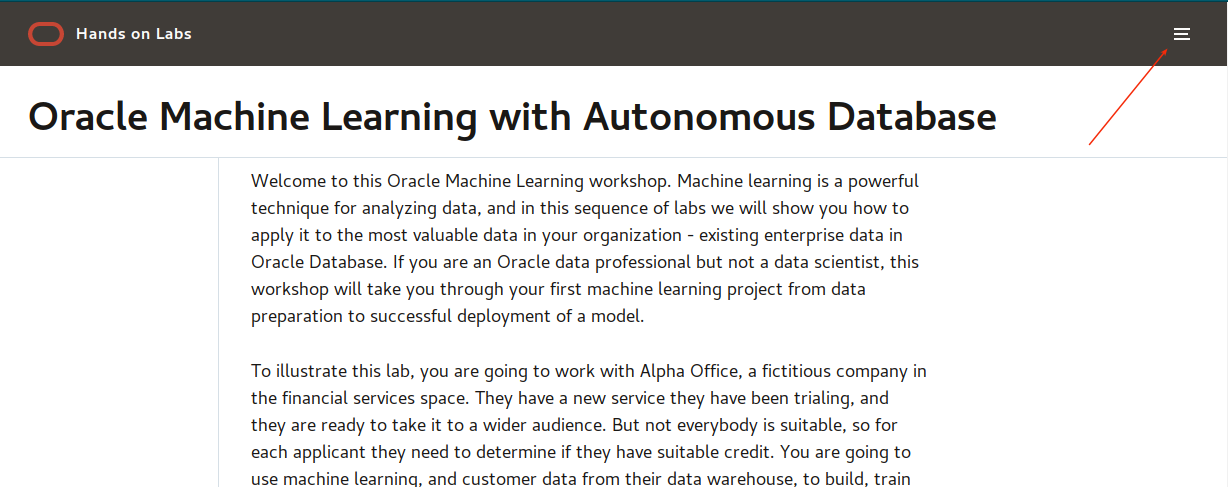 Hands on Labs
Oracle Machine Learning with Autonomous Database
Welcome to this Oracle Machine Learning workshop. Machine learning is a powerful
technique for analyzing data, and in this sequence of labs we will show you how to
apply it to the most valuable data in your organization - existing enterprise data in
Oracle Database. If you are an Oracle data professional but not a data scientist, this
workshop will take you through your first machine learning project from data
preparation to successful deployment of a model.
To illustrate this lab, you are going to work with Alpha Office, a fictitious company in
the financial services space. They have a new service they have been trialing, and
they are ready to take it to a wider audience. But not everybody is suitable, so for
each applicant they need to determine if they have suitable credit. You are going to
use machine learning, and customer data from their data warehouse, to build, train